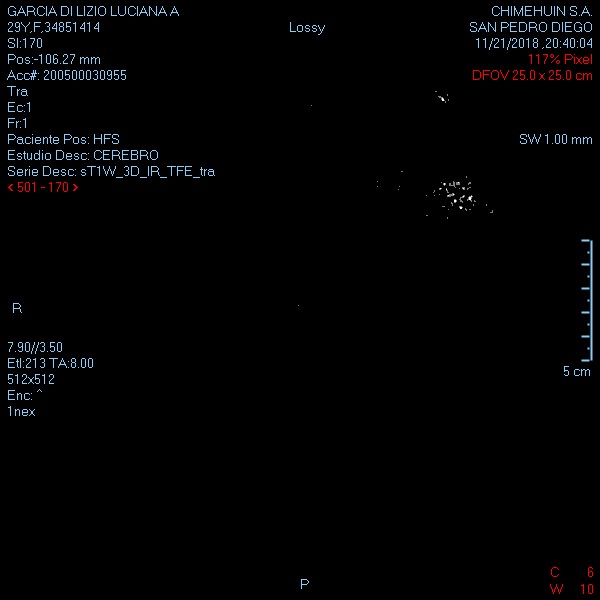 GARCIA DI LIZIO LUCIANA A
29Y,F,34851414
Sl:170
Pos:-106.27 mm
Acc#: 200500030955
Tra
Ec:1
Fr:1
Paciente Pos: HFS
Estudio Desc: CEREBRO
Serie Desc: sT1W_3D_IR_TFE_tra
< 501 - 170 >
Lossy
CHIMEHUIN S.A.
SAN PEDRO DIEGO
11/21/2018 ,20:40:04
117% Pixel
DFOV 25.0 x 25.0 cm
SW 1.00 mm
R
5 cm
7.90//3.50
Etl:213 TA:8.00
512x512
Enc: ^
1nex
P
C 6
W 10